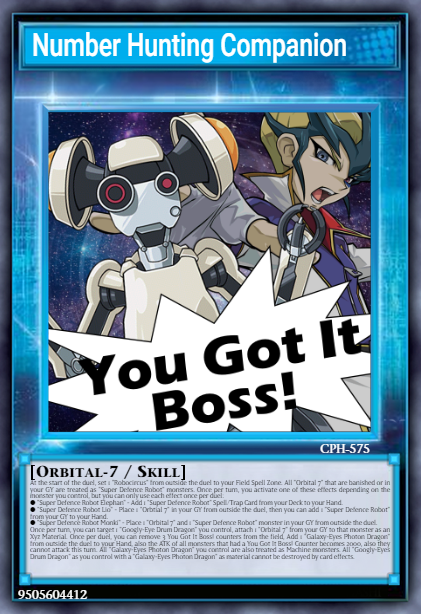 Number Hunting Companion
You Got It
Boss!
CPH-575
[Orbital-7 / Skill]
At the start of the duel, set 1 "Robocircus" from outside the duel to your Field Spell Zone. All "Orbital 7" that are banished or in
your GY are treated as "Super Defence Robot" monsters. Once per turn, you activate one of these effects depending on the
monster you control, but you can only use each effect once per duel.
● "Super Defence Robot Elephan" - Add 1 "Super Defence Robot" Spell/Trap Card from your Deck to your Hand.
● "Super Defence Robot Lio" - Place 1 "Orbital 7" in your GY from outside the duel, then you can add 1 "Super Defence Robot"
from your GY to your Hand.
● "Super Defence Robot Monki" - Place 1 "Orbital 7" and 1 "Super Defence Robot" monster in your GY from outside the duel.
Once per turn, you can target 1 "Googly-Eye Drum Dragon" you control, attach 1 "Orbital 7" from your GY to that monster as an
Xyz Material. Once per duel, you can remove 3 You Got It Boss! counters from the field, Add 1 "Galaxy-Eyes Photon Dragon"
from outside the duel to your Hand, also the ATK of all monsters that had a You Got It Boss! Counter becomes 2000, also they
cannot attack this turn. All "Galaxy-Eyes Photon Dragon" you control are also treated as Machine monsters. All "Googly-Eyes
Drum Dragon" as you control with a "Galaxy-Eyes Photon Dragon" as material cannot be destroyed by card effects.
9505604412